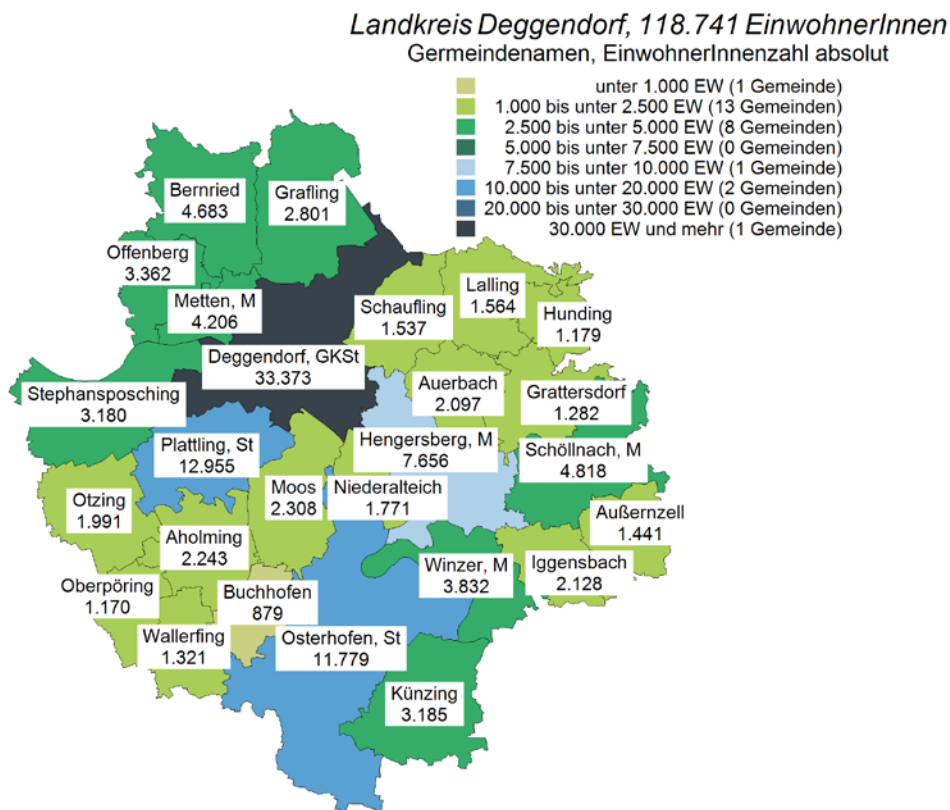 Landkreis Deggendorf, 118.741 EinwohnerInnen
Germeindenamen, EinwohnerInnenzahl absolut
unter 1.000 EW (1 Gemeinde)
1.000 bis unter 2.500 EW (13 Gemeinden)
2.500 bis unter 5.000 EW (8 Gemeinden)
5.000 bis unter 7.500 EW (0 Gemeinden)
7.500 bis unter 10.000 EW (1 Gemeinde)
10.000 bis unter 20.000 EW (2 Gemeinden)
20.000 bis unter 30.000 EW (0 Gemeinden)
30.000 EW und mehr (1 Gemeinde)
Bernried
4.683
Grafling
2.801
Offenberg
3.362
Metten, M
4.206
Schaufling
1.537
Lalling
1.564
Hunding
1.179
Deggendorf, GKSt
33.373
Stephansposching
3.180
Auerbach
2.097
Grattersdorf
1.282
Plattling, St
12.955
Hengersberg, M
7.656
Schöllnach, M
4.818
Otzing
1.991
Moos
2.308
Niederalteich
1.771
Außernzell
1.441
Aholming
2.243
Winzer, M
3.832
Iggensbach
2.128
Oberpöring
1.170
Buchhofen
879
Wallerfing
1.321
Osterhofen, St
11.779
Künzing
3.185